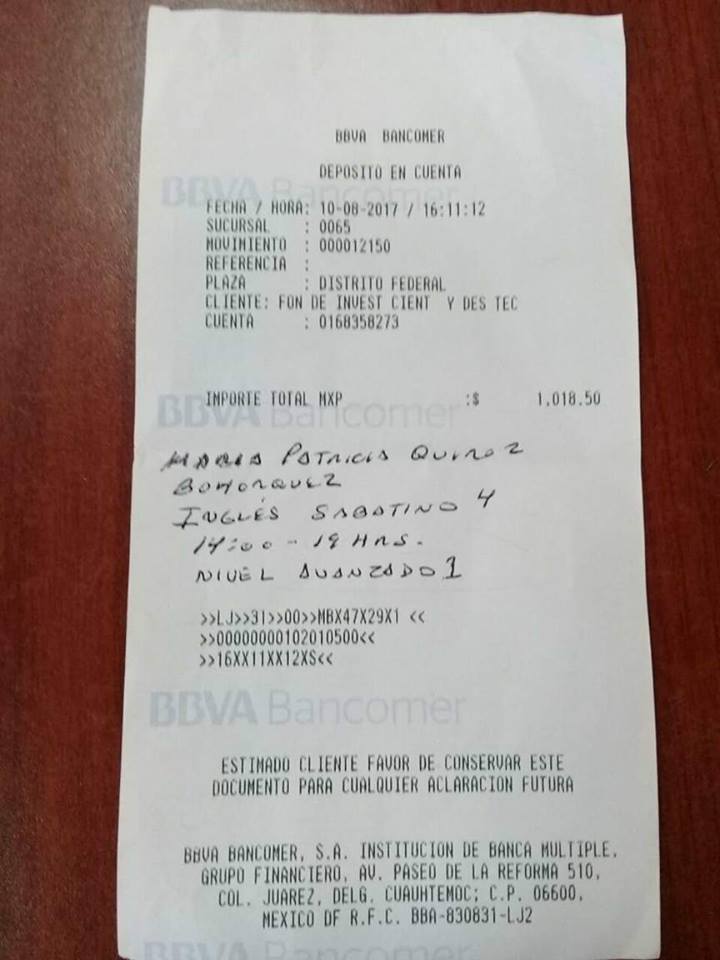 BBVA BANCOMER
DEPOSITO EN CUENTA
BBVA Bancomer
FECHA / HORA: 10-08-2017 / 16:11:12
SUCURSAL : 0065
MOVIMIENTO : 000012150
REFERENCIA :
PLAZA : DISTRITO FEDERAL
CLIENTE: FON DE INVEST CIENT Y DES TEC
CUENTA : 0168358273
IMPORTE TOTAL MXP :$ 1,018.50
BBVA Bancomer
MARIA PATRICIA QUIROZ
BOHORQUEZ
INGLÉS SABATINO 4
14:00 - 19 HRS.
NIVEL AVANZADO 1
>>LJ>>3I>>00>>MBX47X29X1 <<
>>00000000102010500<<
>>16XX11XX12XS<<
BBVA Bancomer
ESTIMADO CLIENTE FAVOR DE CONSERVAR ESTE
DOCUMENTO PARA CUALQUIER ACLARACION FUTURA
BBVA BANCOMER, S.A. INSTITUCION DE BANCA MULTIPLE,
GRUPO FINANCIERO, AV. PASEO DE LA REFORMA 510,
COL. JUAREZ, DELG. CUAUHTEMOC; C.P. 06600,
MEXICO DF R.F.C. BBA-830831-LJ2
BBVA Bancomer